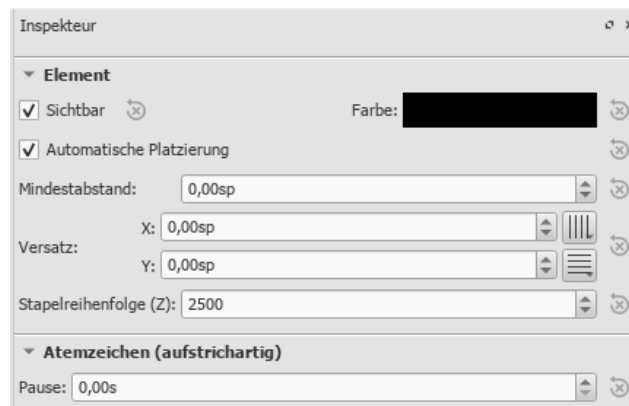 Inspekteur
Element
Sichtbar Farbe:
Automatische Platzierung
Mindestabstand: 0,00sp
X: 0,00sp
Versatz:
Y: 0,00sp
Stapelreihenfolge (Z): 2500
Atemzeichen (aufstrichartig)
Pause: 0,00s